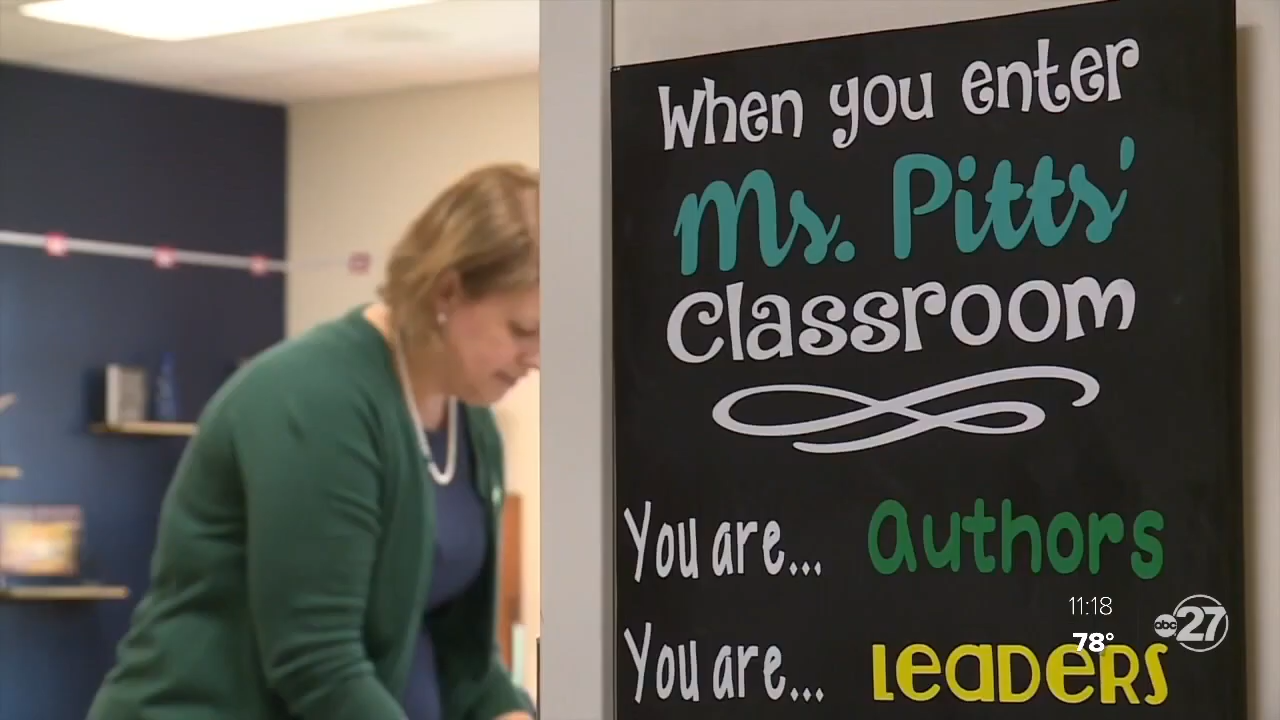 When you enter
Ms. Pitts'
Classroom
You are... authors
You are... Leaders
11:18
78°
abc 27